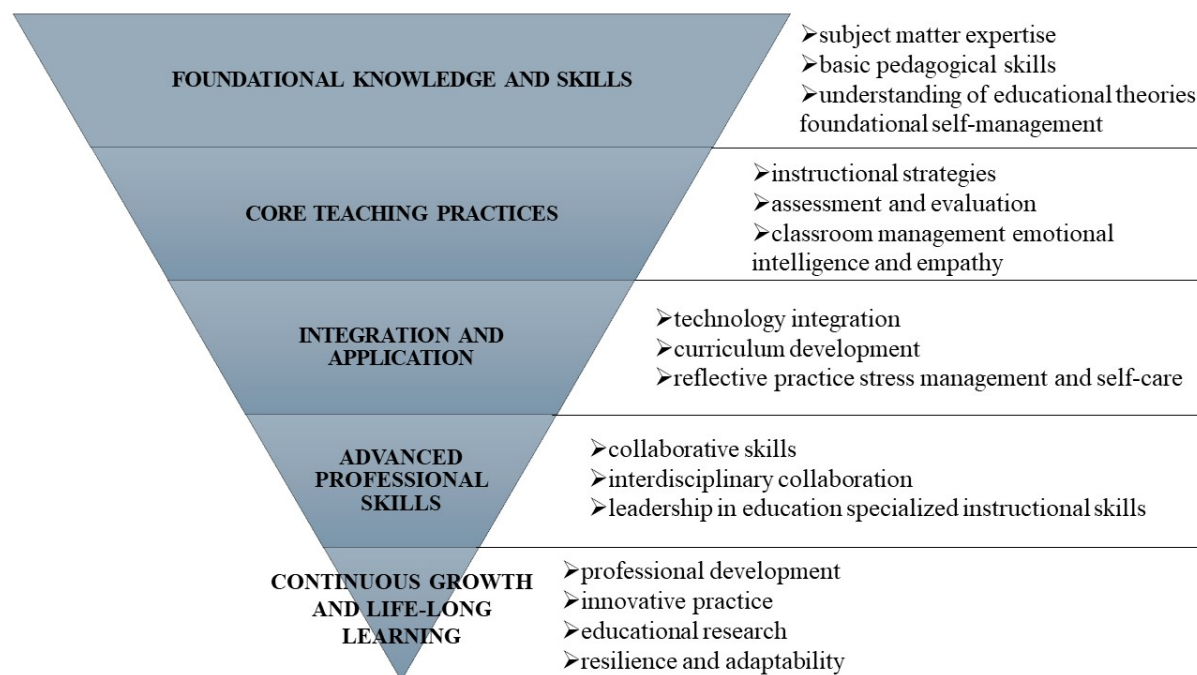 FOUNDATIONAL KNOWLEDGE AND SKILLS
➢subject matter expertise
➢basic pedagogical skills
➢understanding of educational theories
foundational self-management
CORE TEACHING PRACTICES
➢instructional strategies
➢assessment and evaluation
➢classroom management emotional
intelligence and empathy
INTEGRATION AND
APPLICATION
➢technology integration
➢curriculum development
➢reflective practice stress management and self-care
ADVANCED
PROFESSIONAL
SKILLS
➢collaborative skills
➢interdisciplinary collaboration
➢leadership in education specialized instructional skills
CONTINUOUS GROWTH
AND LIFE-LONG
LEARNING
➢professional development
➢innovative practice
➢educational research
➢resilience and adaptability